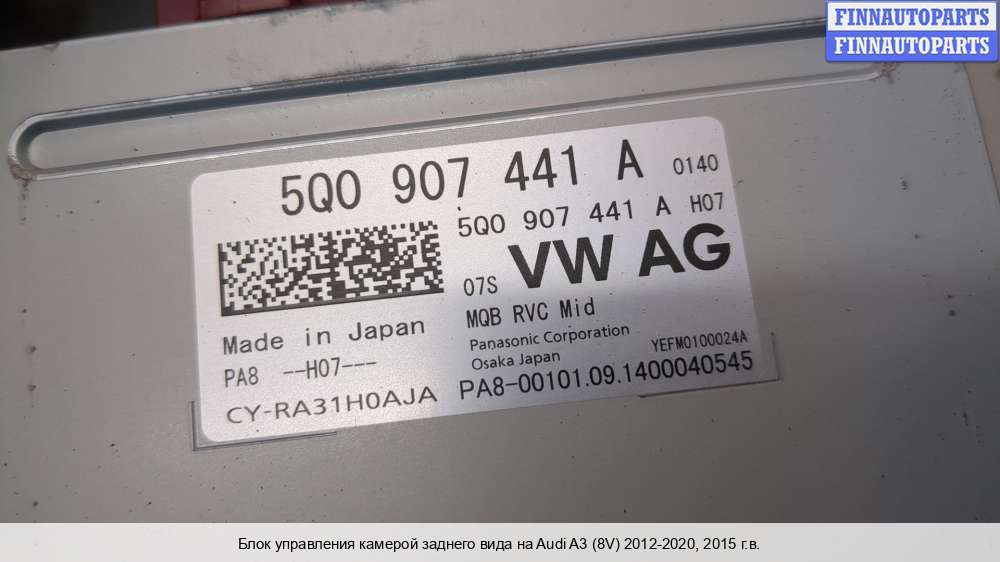 FINNAUTOPARTS
FINNAUTOPARTS
5Q0 907 441 A 0140
5Q0 907 441 A H07
07S VW AG
MQB RVC Mid
Made in Japan
Panasonic Corporation
Osaka Japan
YEFM0100024A
PA8 --H07---
CY-RA31H0AJA
PA8-00101.09.1400040545
Блок управления камерой заднего вида на Audi A3 (8V) 2012-2020, 2015 г.в.